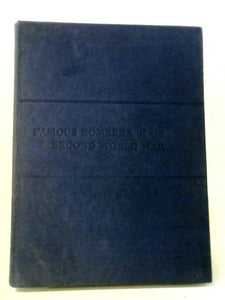 FAMOUS BOMBERS of the
SECOND WORLD WAR